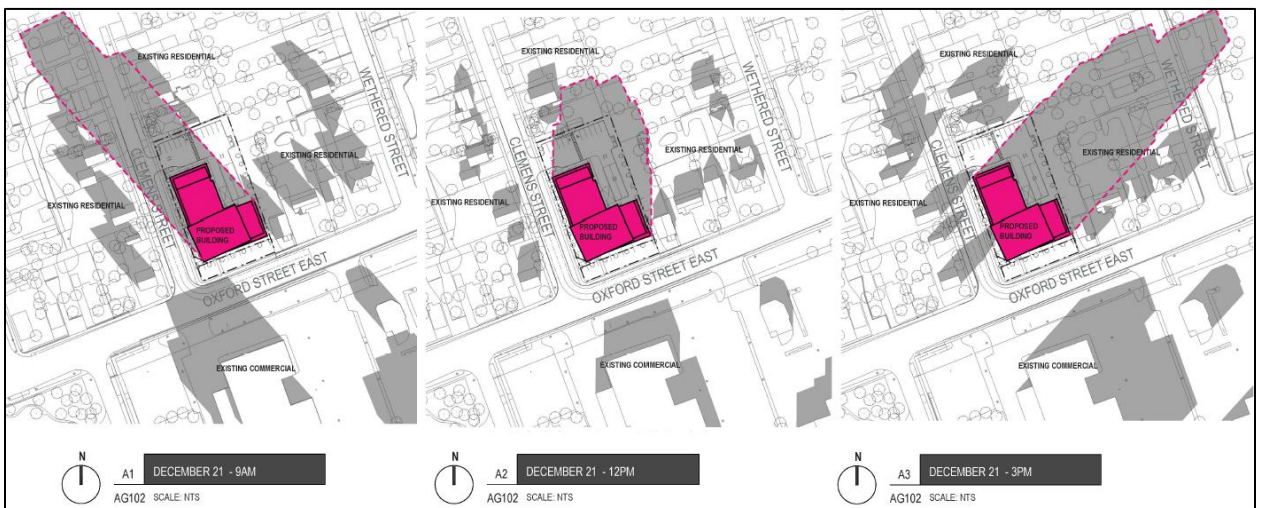 EXISTING RESIDENTIAL
WETHERED STREET
EXISTING RESIDENTIAL
CLEMENS STREET
EXISTING RESIDENTIAL
PROPOSED
BUILDING
OXFORD STREET EAST
EXISTING COMMERCIAL
N
A1 DECEMBER 21 - 9AM
AG102 SCALE: NTS
EXISTING RESIDENTIAL
WETHERED STREET
EXISTING RESIDENTIAL
CLEMENS STREET
EXISTING RESIDENTIAL
PROPOSED
BUILDING
OXFORD STREET EAST
EXISTING COMMERCIAL
N
A2 DECEMBER 21 - 12PM
AG102 SCALE: NTS
EXISTING RESIDENTIAL
WETHERED STREET
EXISTING RESIDENTIAL
CLEMENS STREET
EXISTING RESIDENTIAL
PROPOSED
BUILDING
OXFORD STREET EAST
EXISTING COMMERCIAL
N
A3 DECEMBER 21 - 3PM
AG102 SCALE: NTS